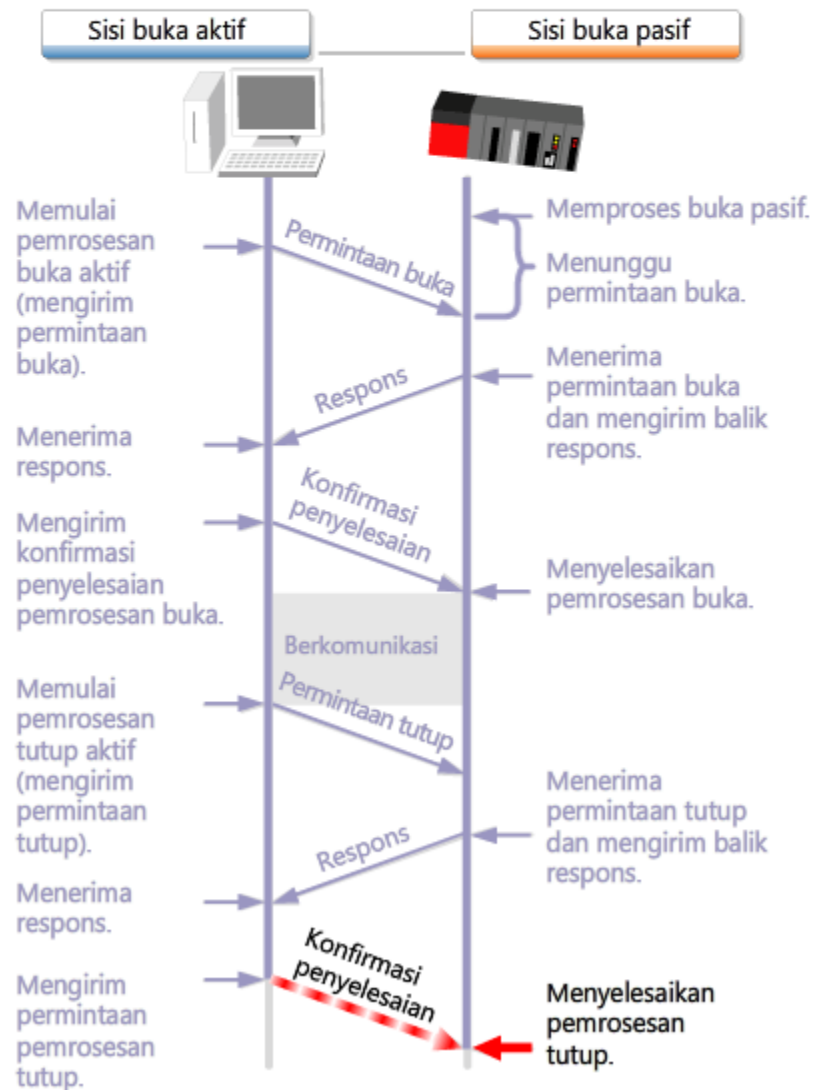 Sisi buka aktif
Sisi buka pasif
Memulai
pemrosesan
buka aktif
(mengirim
permintaan
buka).
Permintaan buka
Memproses buka pasif.
Menunggu
permintaan buka.
Menerima
permintaan buka
dan mengirim balik
respons.
Respons
Menerima
respons.
Mengirim
konfirmasi
penyelesaian
pemrosesan buka.
Konfirmasi
penyelesaian
Menyelesaikan
pemrosesan buka.
Berkomunikasi
Memulai
pemrosesan
tutup aktif
(mengirim
permintaan
tutup).
Permintaan tutup
Menerima
permintaan tutup
dan mengirim balik
respons.
Respons
Menerima
respons.
Mengirim
permintaan
pemrosesan
tutup.
Konfirmasi
penyelesaian
Menyelesaikan
pemrosesan
tutup.